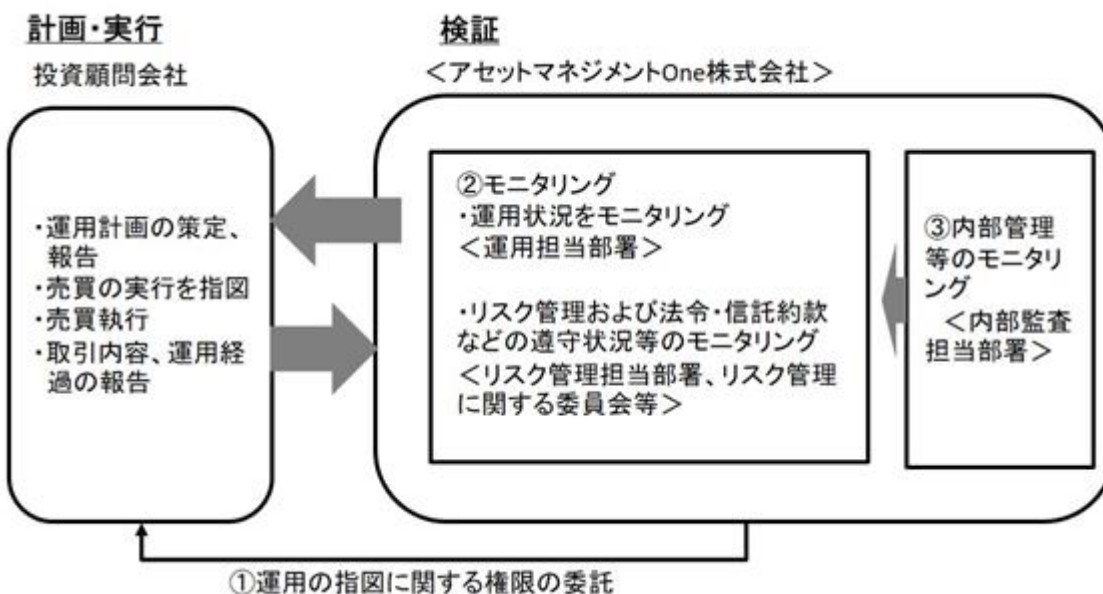 計画・実行
投資顧問会社
・運用計画の策定、
報告
・売買の実行を指図
・売買執行
・取引内容、運用経
過の報告
検証
＜アセットマネジメントOne株式会社＞
②モニタリング
・運用状況をモニタリング
＜運用担当部署＞
・リスク管理および法令・信託約款
などの遵守状況等のモニタリング
＜リスク管理担当部署、リスク管理
に関する委員会等＞
③内部管理
等のモニタリ
ング
＜内部監査
担当部署＞
①運用の指図に関する権限の委託